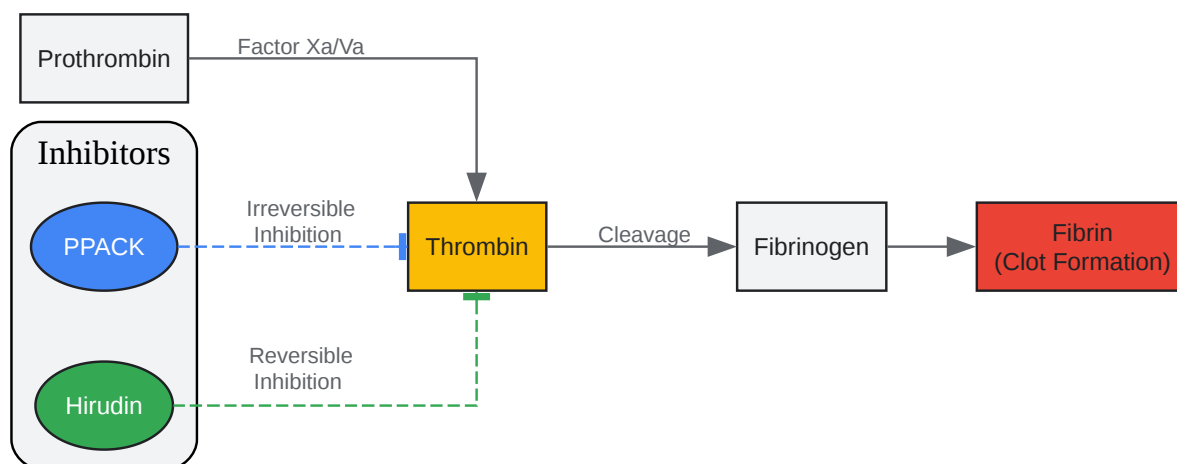 Prothrombin
Factor Xa/Va
Inhibitors
PPACK
Irreversible
Inhibition
Thrombin
Cleavage
Fibrinogen
Fibrin
(Clot Formation)
Hirudin
Reversible
Inhibition